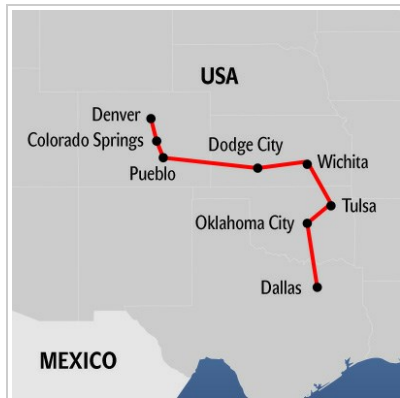 USA
Denver
Colorado Springs
Pueblo
Dodge City
Wichita
Tulsa
Oklahoma City
Dallas
MEXICO